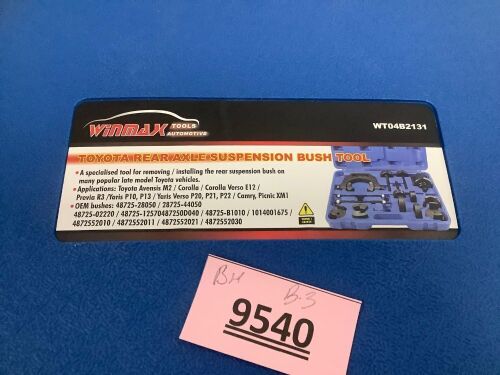 WINMAX TOOLS AUTOMOTIVE
WT04B2131
TOYOTA REAR AXLE SUSPENSION BUSH TOOL
• A specialised tool for removing / installing the rear suspension bush on
many popular late model Toyota vehicles.
• Applications: Toyota Avensis M2 / Corolla / Corolla Verso E12 /
Previa R3 /Yaris P10, P13 / Yaris Verso P20, P21, P22 / Camry, Picnic XM1
• OEM bushes: 48725-28050 / 28725-44050
48725-02220 / 48725-12570487250D040 / 48725-B1010 / 1014001675 /
4872552010 / 4872552011 / 4872552021 / 4872552030
BH
B-3
9540